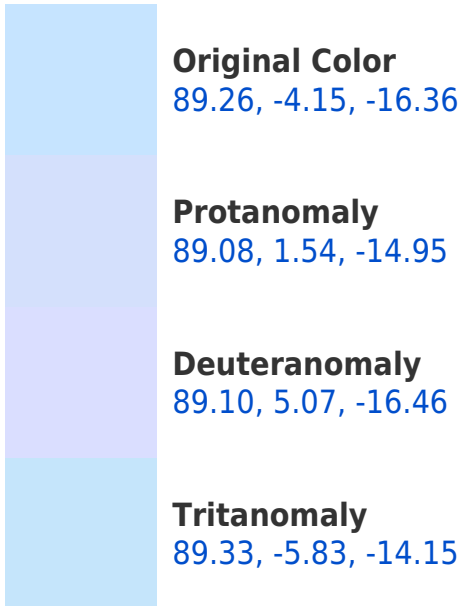 Original Color
89.26, -4.15, -16.36
Protanomaly
89.08, 1.54, -14.95
Deuteranomaly
89.10, 5.07, -16.46
Tritanomaly
89.33, -5.83, -14.15